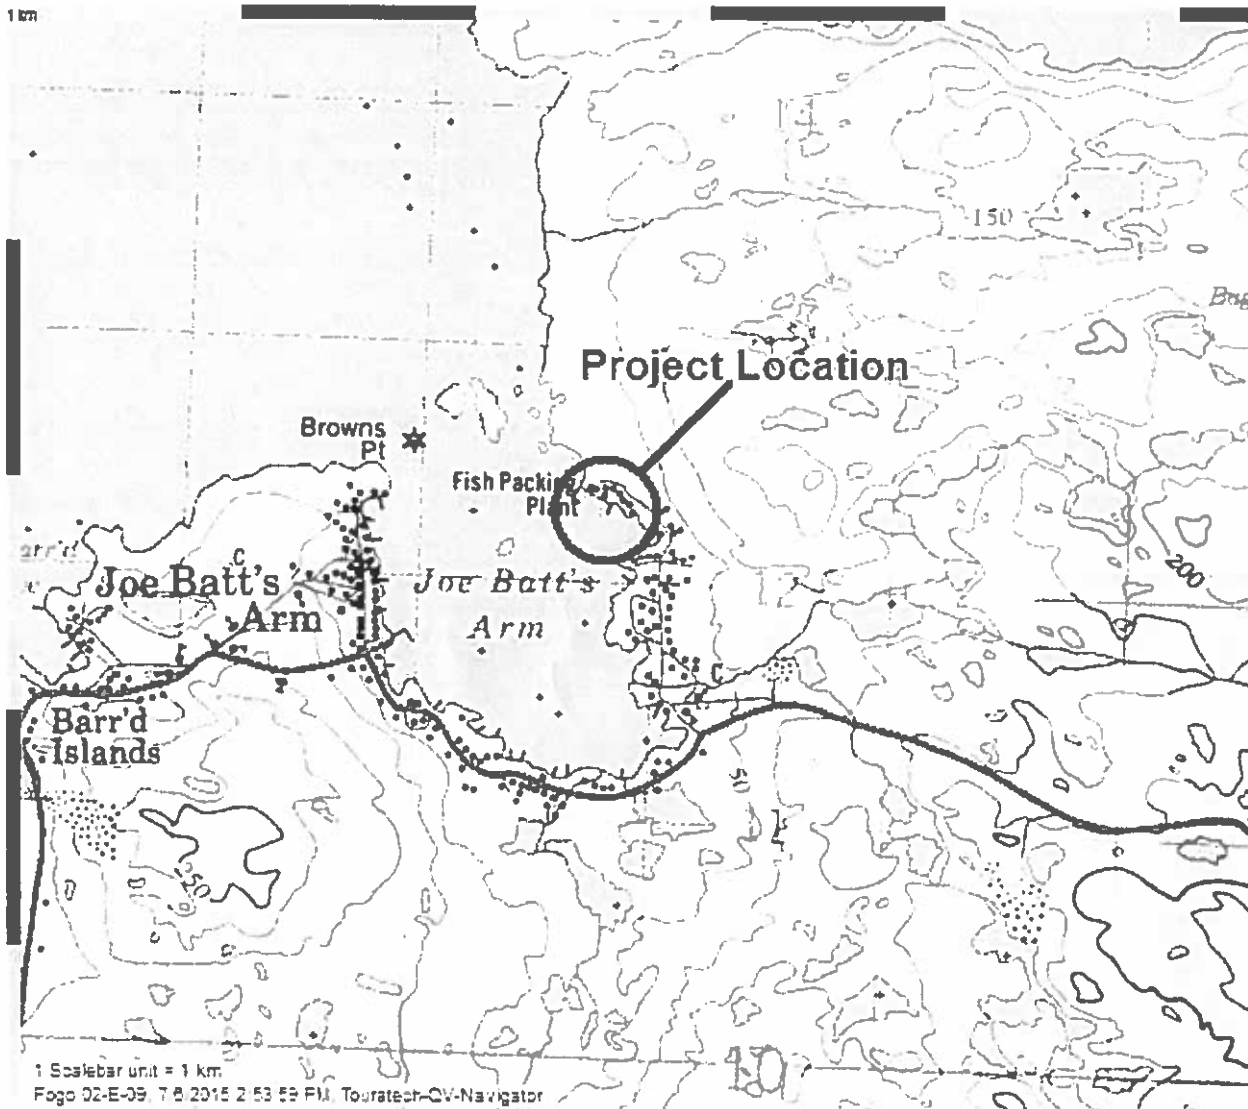 1 km
150
Project Location
Browns
Pt
Fish Packing
Plant
200
Joe Batt's
Arm
Joe Batt's
Arm
Barr'd
Islands
50
250
10
1 Scalebar unit = 1 km
Fogo 02-E-09, 7/6/2015 2:53:59 PM, Touratech-QV-Navigator